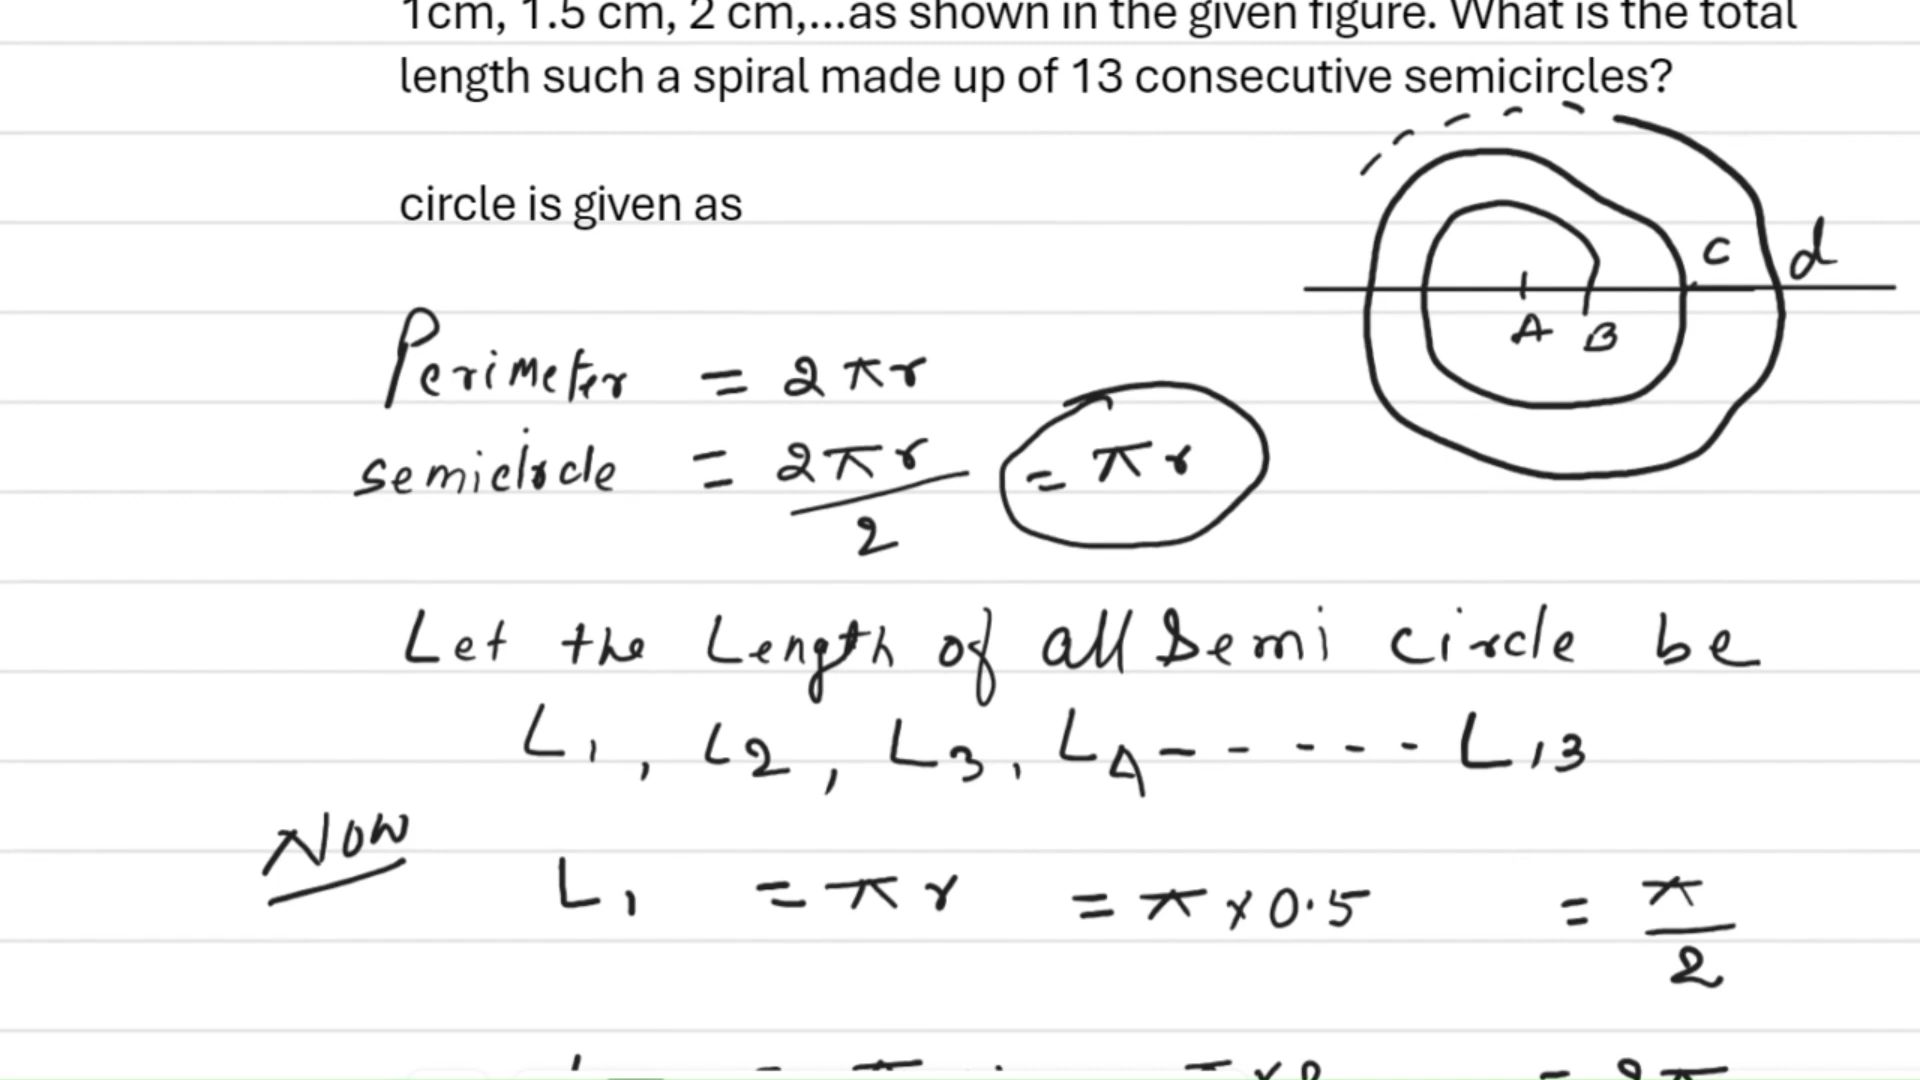 1cm, 1.5 cm, 2 cm,...as shown in the given figure. What is the total
length such a spiral made up of 13 consecutive semicircles?
circle is given as
C d
A B
Perimeter = 2πr
semicircle = 2πr/2 = πr
Let the Length of all Semi circle be
L1, L2, L3, L4 - - - - - L13
Now L1 = πr = π x 0.5 = π/2